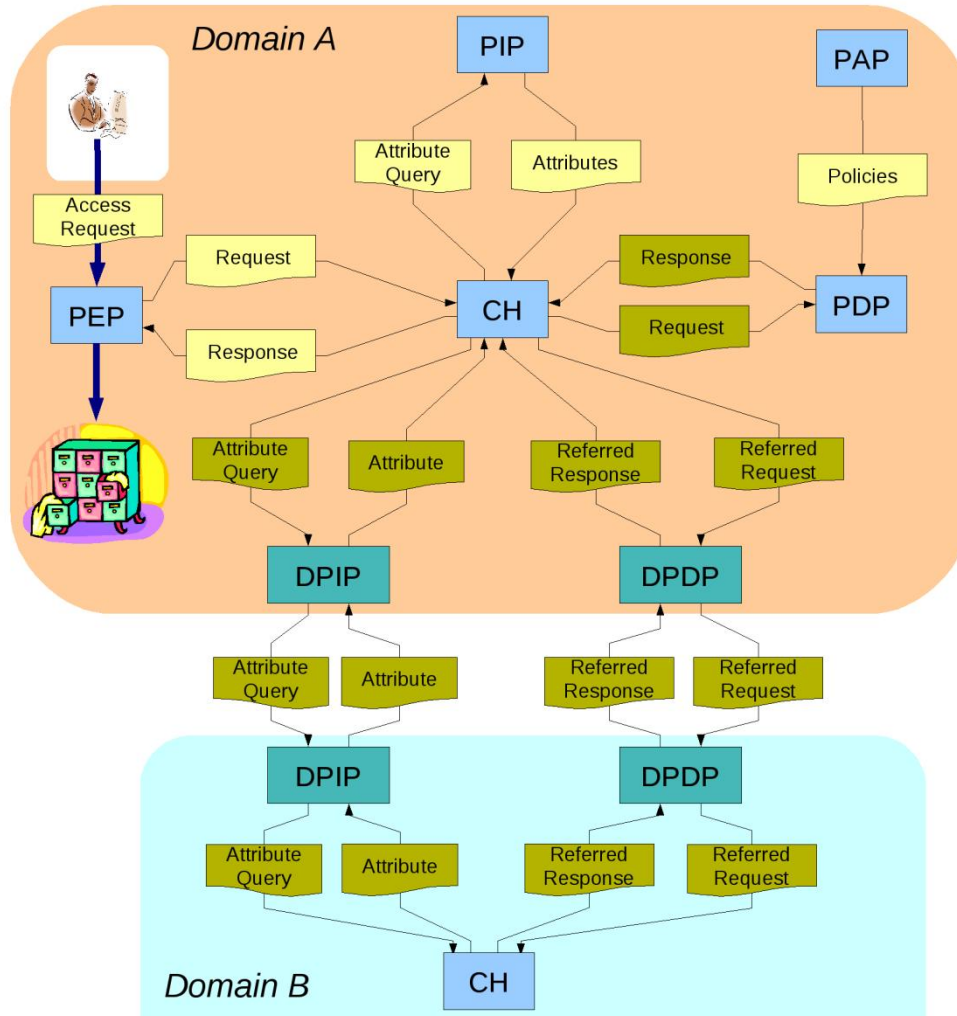 Domain A
PIP
PAP
Attribute
Query
Attributes
Policies
Access
Request
Request
Response
PEP
CH
PDP
Response
Request
Attribute
Query
Attribute
Referred
Response
Referred
Request
DPIP
DPDP
Attribute
Query
Attribute
Referred
Response
Referred
Request
DPIP
DPDP
Attribute
Query
Attribute
Referred
Response
Referred
Request
CH
Domain B